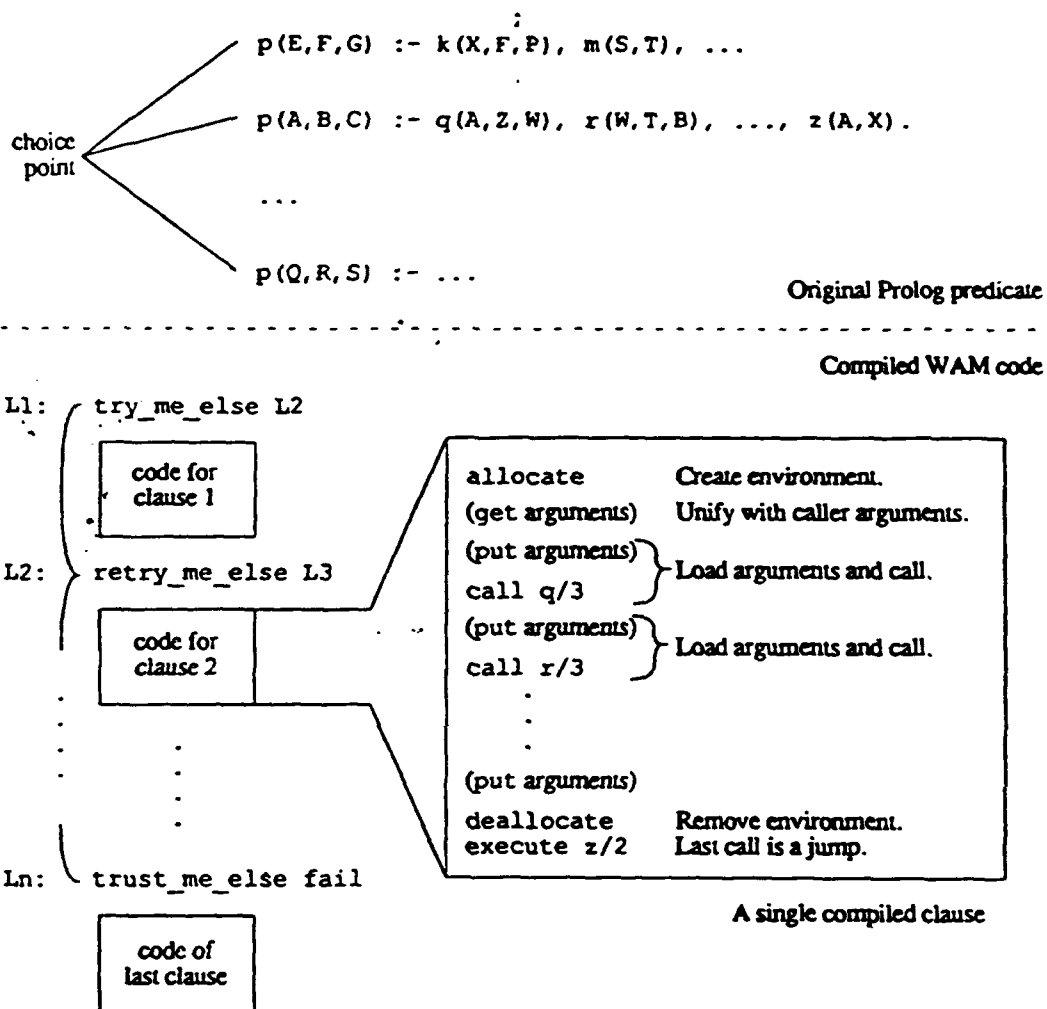 p(E,F,G) :- k(X,F,P), m(S,T), ...
p(A,B,C) :- q(A,Z,W), r(W,T,B), ..., z(A,X).
choice
point
...
p(Q,R,S) :- ...
Original Prolog predicate
Compiled WAM code
L1: try_me_else L2
code for
clause 1
L2: retry_me_else L3
code for
clause 2
allocate Create environment.
(get arguments) Unify with caller arguments.
(put arguments)
call q/3
Load arguments and call.
(put arguments)
call r/3
Load arguments and call.
(put arguments)
deallocate Remove environment.
execute z/2 Last call is a jump.
Ln: trust_me_else fail
A single compiled clause
code of
last clause